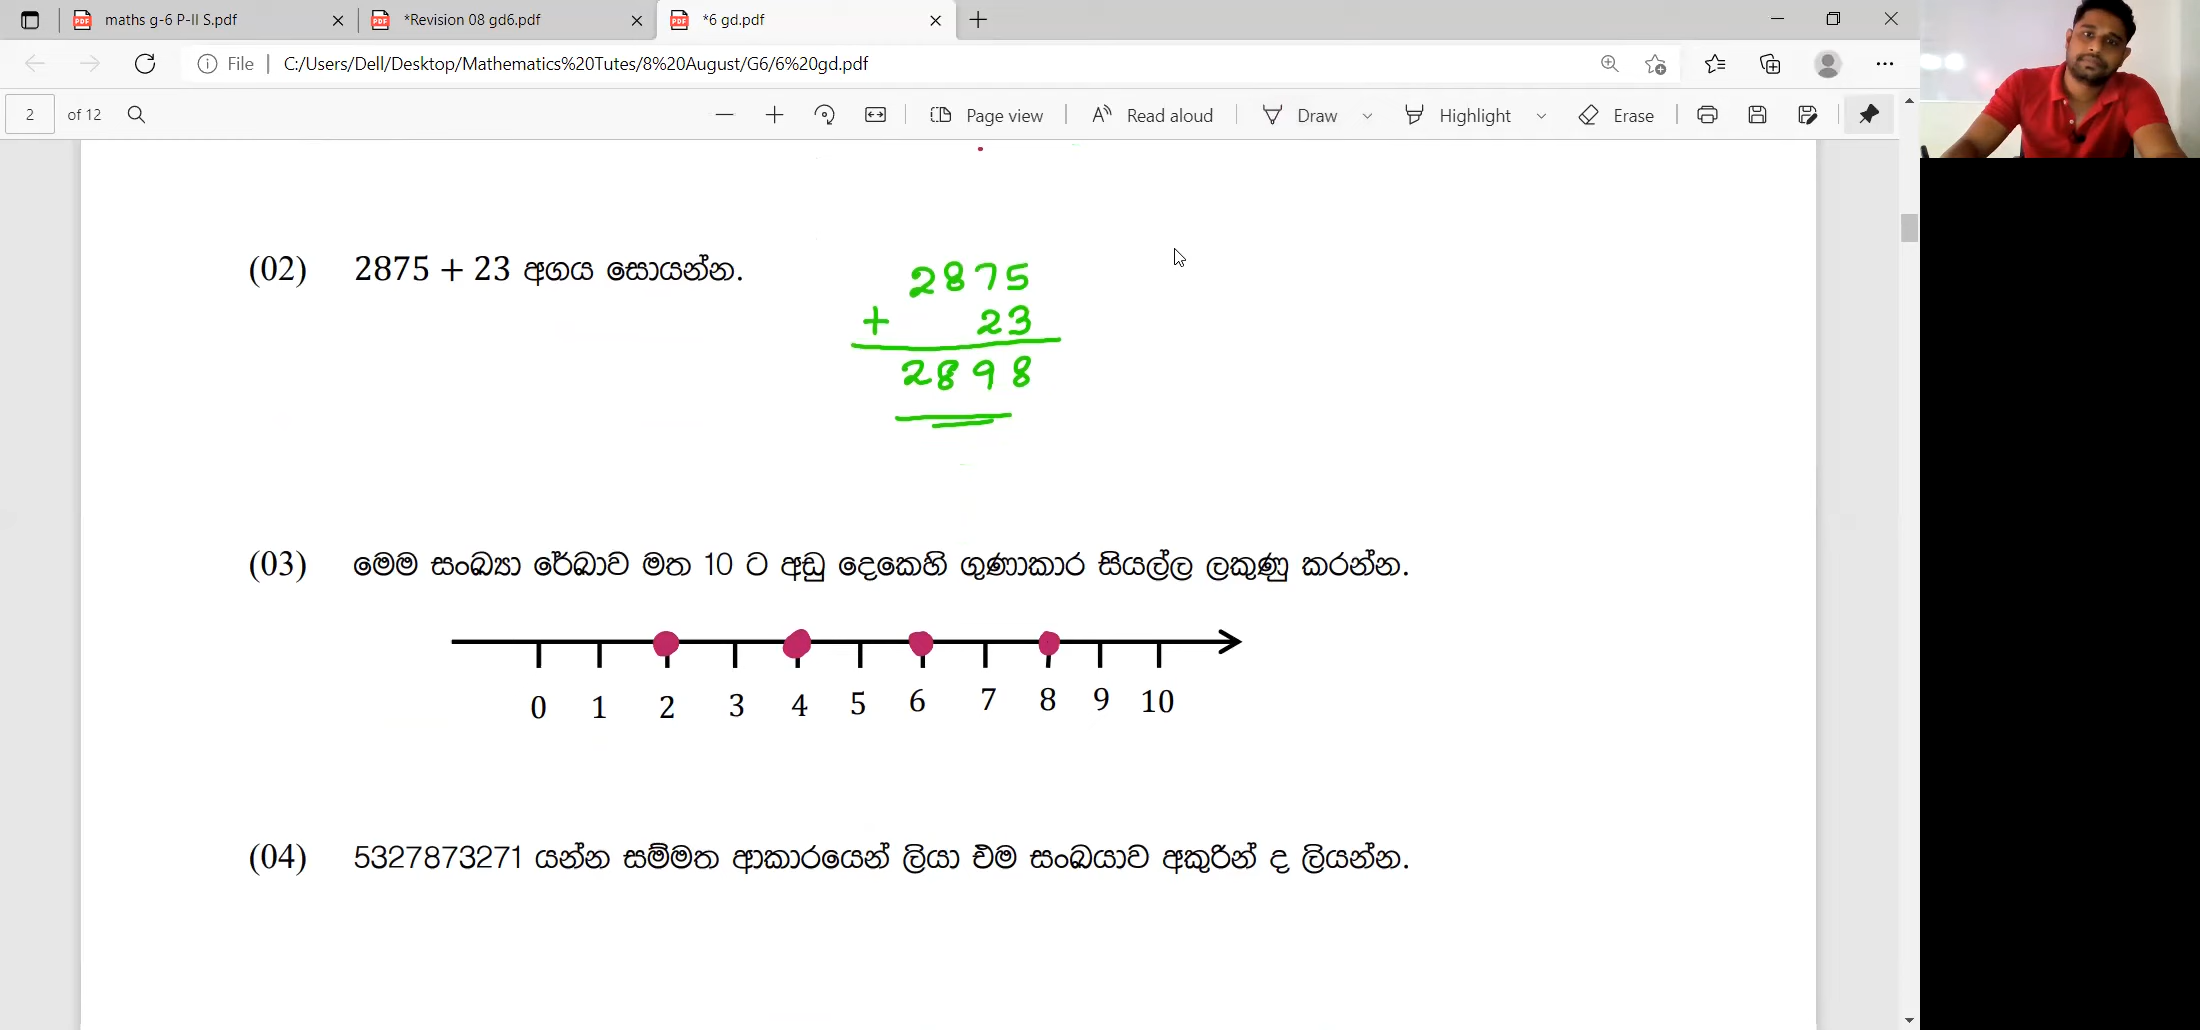 maths g-6 P-II S.pdf
*Revision 08 gd6.pdf
*6 gd.pdf
File
C:/Users/Dell/Desktop/Mathematics%20Tutes/8%20August/G6/6%20gd.pdf
2 of 12
Page view
Read aloud
Draw
Highlight
Erase
(02) 2875 + 23 අගය සොයන්න.
2875
+ 23
2898
(03) මෙම සංඛ්‍යා රේඛාව මත 10 ට අඩු දෙකෙහි ගුණාකාර සියල්ල ලකුණු කරන්න.
0 1 2 3 4 5 6 7 8 9 10
(04) 5327873271 යන්න සම්මත ආකාරයෙන් ලියා එම සංඛයාව අකුරින් ද ලියන්න.